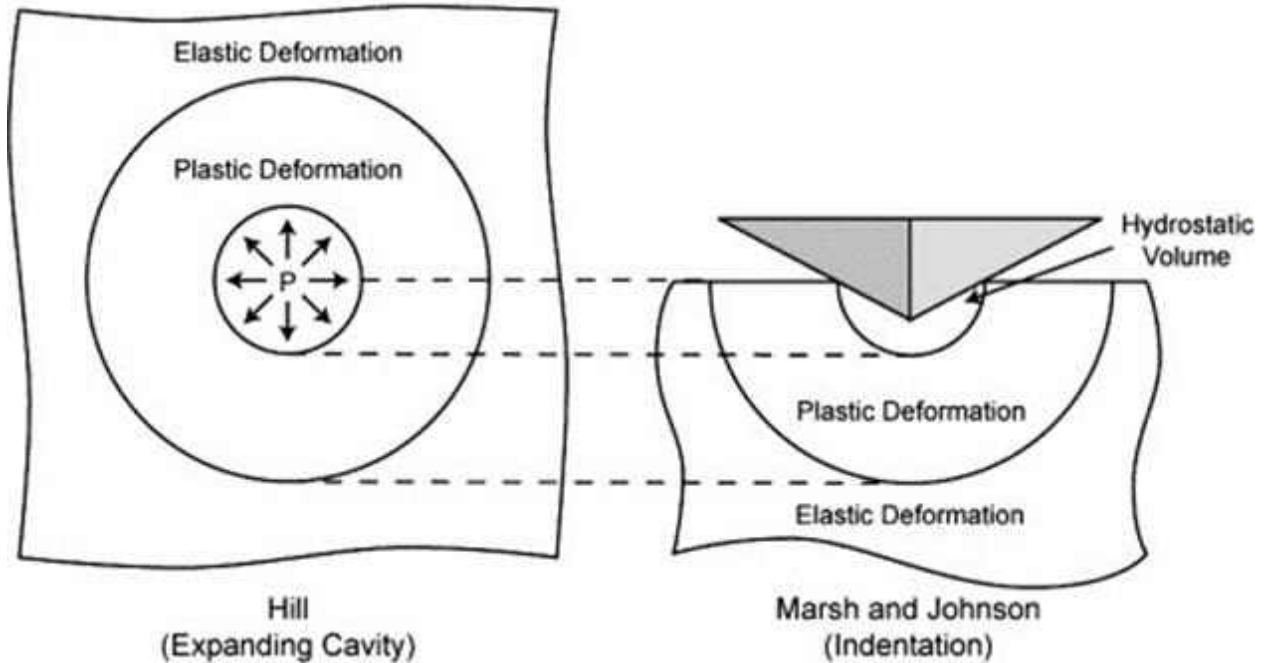 Elastic Deformation
Plastic Deformation
P
Hydrostatic
Volume
Plastic Deformation
Elastic Deformation
Hill
(Expanding Cavity)
Marsh and Johnson
(Indentation)